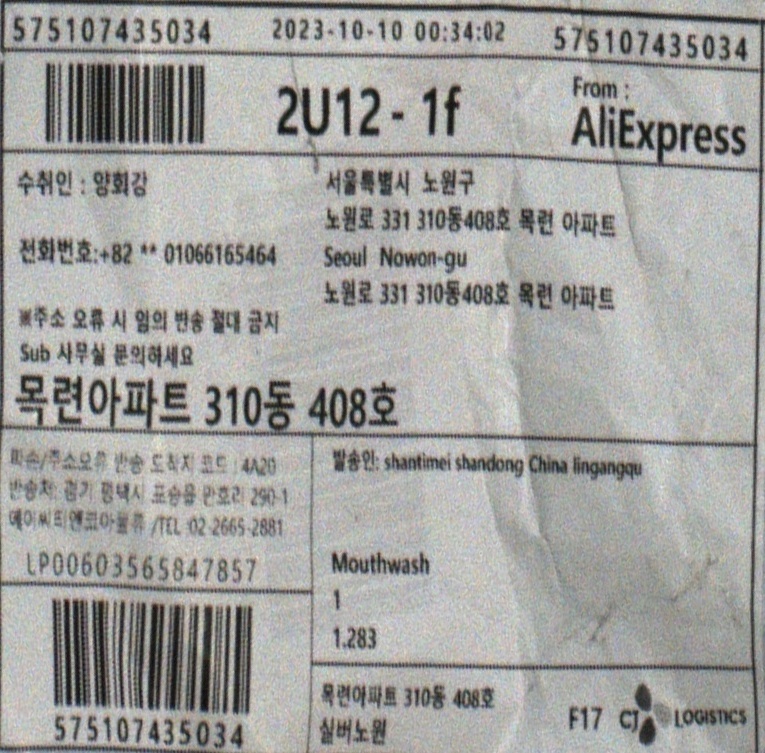 575107435034 2023-10-10 00:34:02 575107435034
2U12 - 1f
From :
AliExpress
수취인 : 양회강
전화번호:+82 ** 01066165464
※주소 오류 시 임의 반송 절대 금지
Sub 사무실 문의하세요
서울특별시 노원구
노원로 331 310동408호 목련 아파트
Seoul Nowon-gu
노원로 331 310동408호 목련 아파트
목련아파트 310동 408호
파손/주소오류 반송 도착지 코드 : 4A20
반송처: 경기 평택시 포승읍 만호리 290-1
에이씨티앤코아물류 /TEL :02-2665-2881
LP00603565847857
575107435034
발송인: shantimei shandong China lingangqu
Mouthwash
1
1.283
목련아파트 310동 408호
실버노원
F17 CJ LOGISTICS